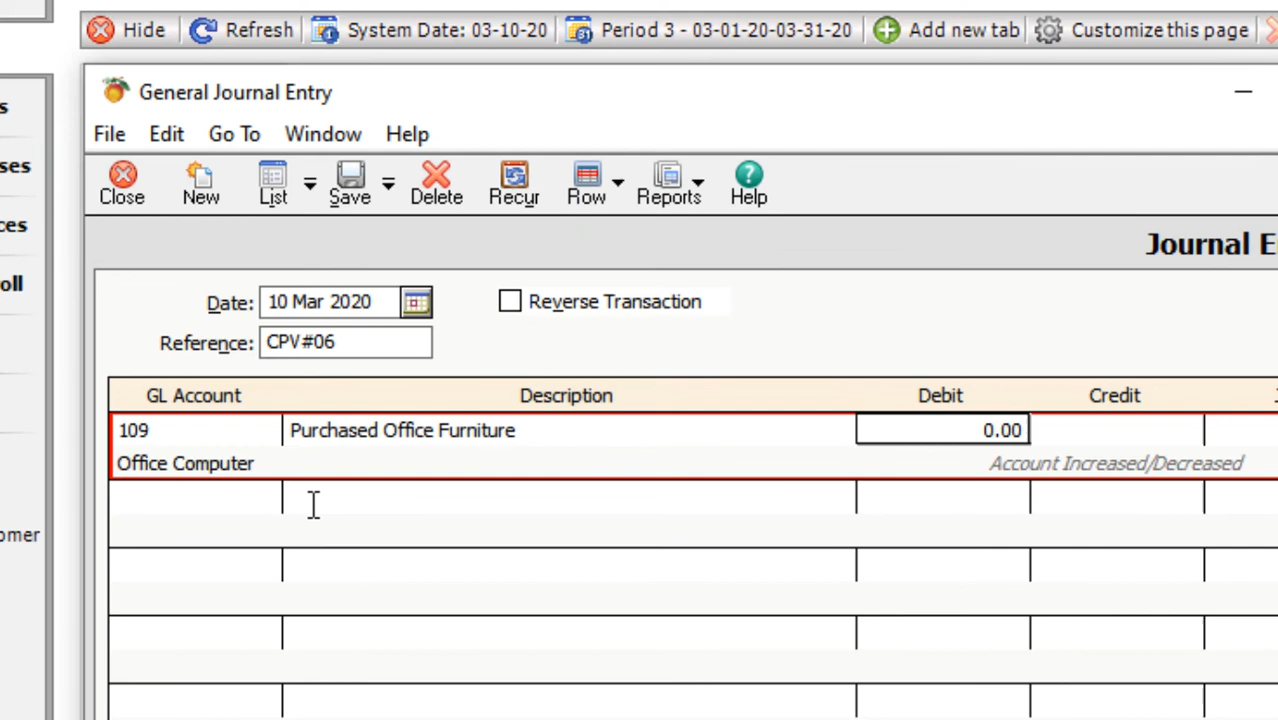 Hide Refresh System Date: 03-10-20 Period 3 - 03-01-20-03-31-20 Add new tab Customize this page
General Journal Entry
File Edit Go To Window Help
Close New List Save Delete Recur Row Reports Help
Journal E
Date: 10 Mar 2020 Reverse Transaction
Reference: CPV#06
GL Account Description Debit Credit
109 Purchased Office Furniture 0.00
Office Computer Account Increased/Decreased
s
ses
ces
oll
omer